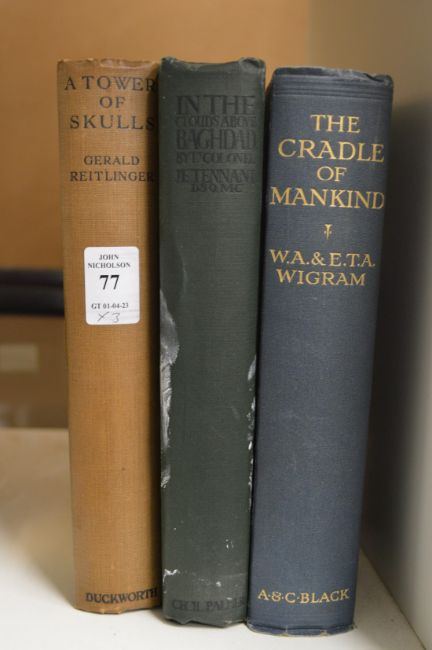 A TOWER
OF
SKULLS
GERALD
REITLINGER
JOHN
NICHOLSON
77
GT 01-04-23
x 3
DUCKWORTH
IN THE
CLOUDS ABOVE
BAGHDAD
BY LT COLONEL
J.E. TENNANT
D.S.O. M.C
CECIL PALMER
THE
CRADLE
OF
MANKIND
W.A. & E.T.A.
WIGRAM
A. & C. BLACK